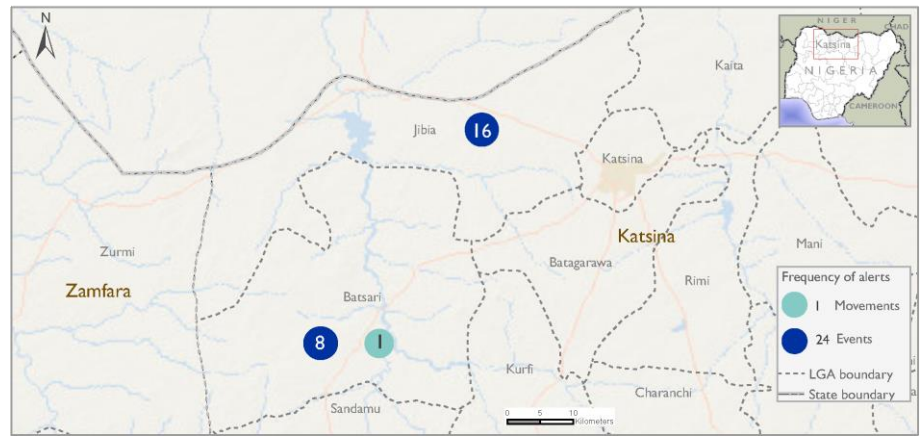 N
NIGER
CHAD
Katsina
NIGERIA
CAMEROON
Kaita
Jibia
16
Katsina
Katsina
Zurmi
Mani
Zamfara
Batagarawa
Rimi
Batsari
8
1
Kurfi
Charanchi
Sandamu
0 5 10
Kilometers
Frequency of alerts
1 Movements
24 Events
LGA boundary
State boundary